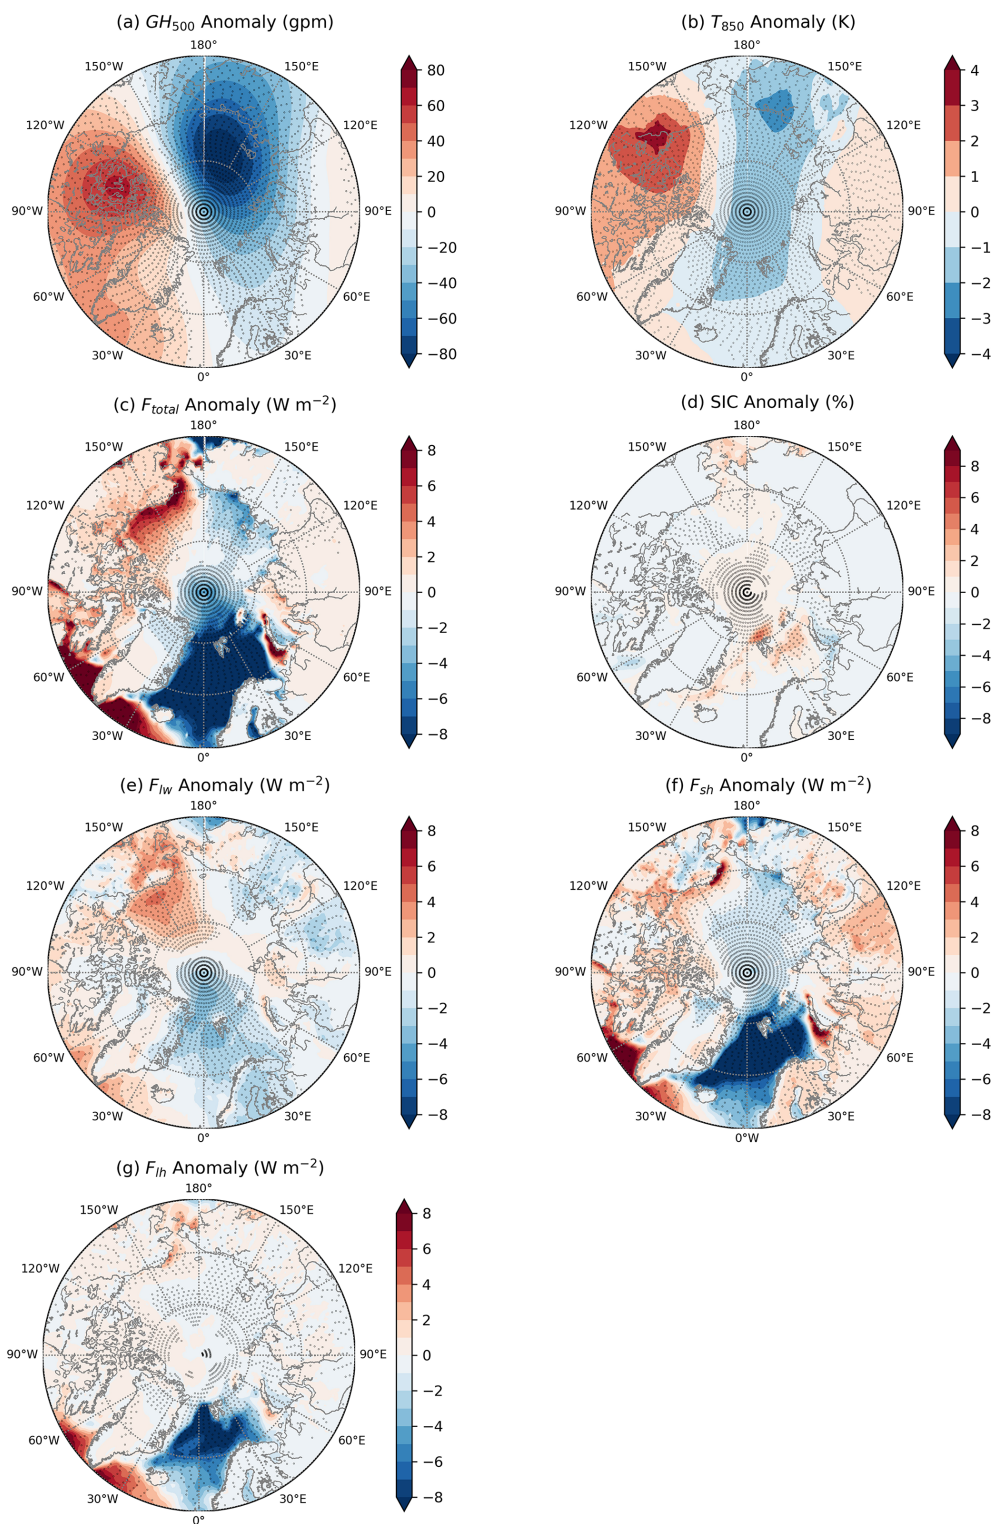 (a) GH500 Anomaly (gpm)
180°
150°W
150°E
120°W
120°E
90°W
90°E
60°W
60°E
30°W
30°E
0°
80
60
40
20
0
−20
−40
−60
−80
(b) T850 Anomaly (K)
180°
150°W
150°E
120°W
120°E
90°W
90°E
60°W
60°E
30°W
30°E
0°
4
3
2
1
0
−1
−2
−3
−4
(c) Ftotal Anomaly (W m−2)
180°
150°W
150°E
120°W
120°E
90°W
90°E
60°W
60°E
30°W
30°E
0°
8
6
4
2
0
−2
−4
−6
−8
(d) SIC Anomaly (%)
180°
150°W
150°E
120°W
120°E
90°W
90°E
60°W
60°E
30°W
30°E
0°
8
6
4
2
0
−2
−4
−6
−8
(e) Flw Anomaly (W m−2)
180°
150°W
150°E
120°W
120°E
90°W
90°E
60°W
60°E
30°W
30°E
0°
8
6
4
2
0
−2
−4
−6
−8
(f) Fsh Anomaly (W m−2)
180°
150°W
150°E
120°W
120°E
90°W
90°E
60°W
60°E
30°W
30°E
0°W
8
6
4
2
0
−2
−4
−6
−8
(g) Flh Anomaly (W m−2)
180°
150°W
150°E
120°W
120°E
90°W
90°E
60°W
60°E
30°W
30°E
0°
8
6
4
2
0
−2
−4
−6
−8